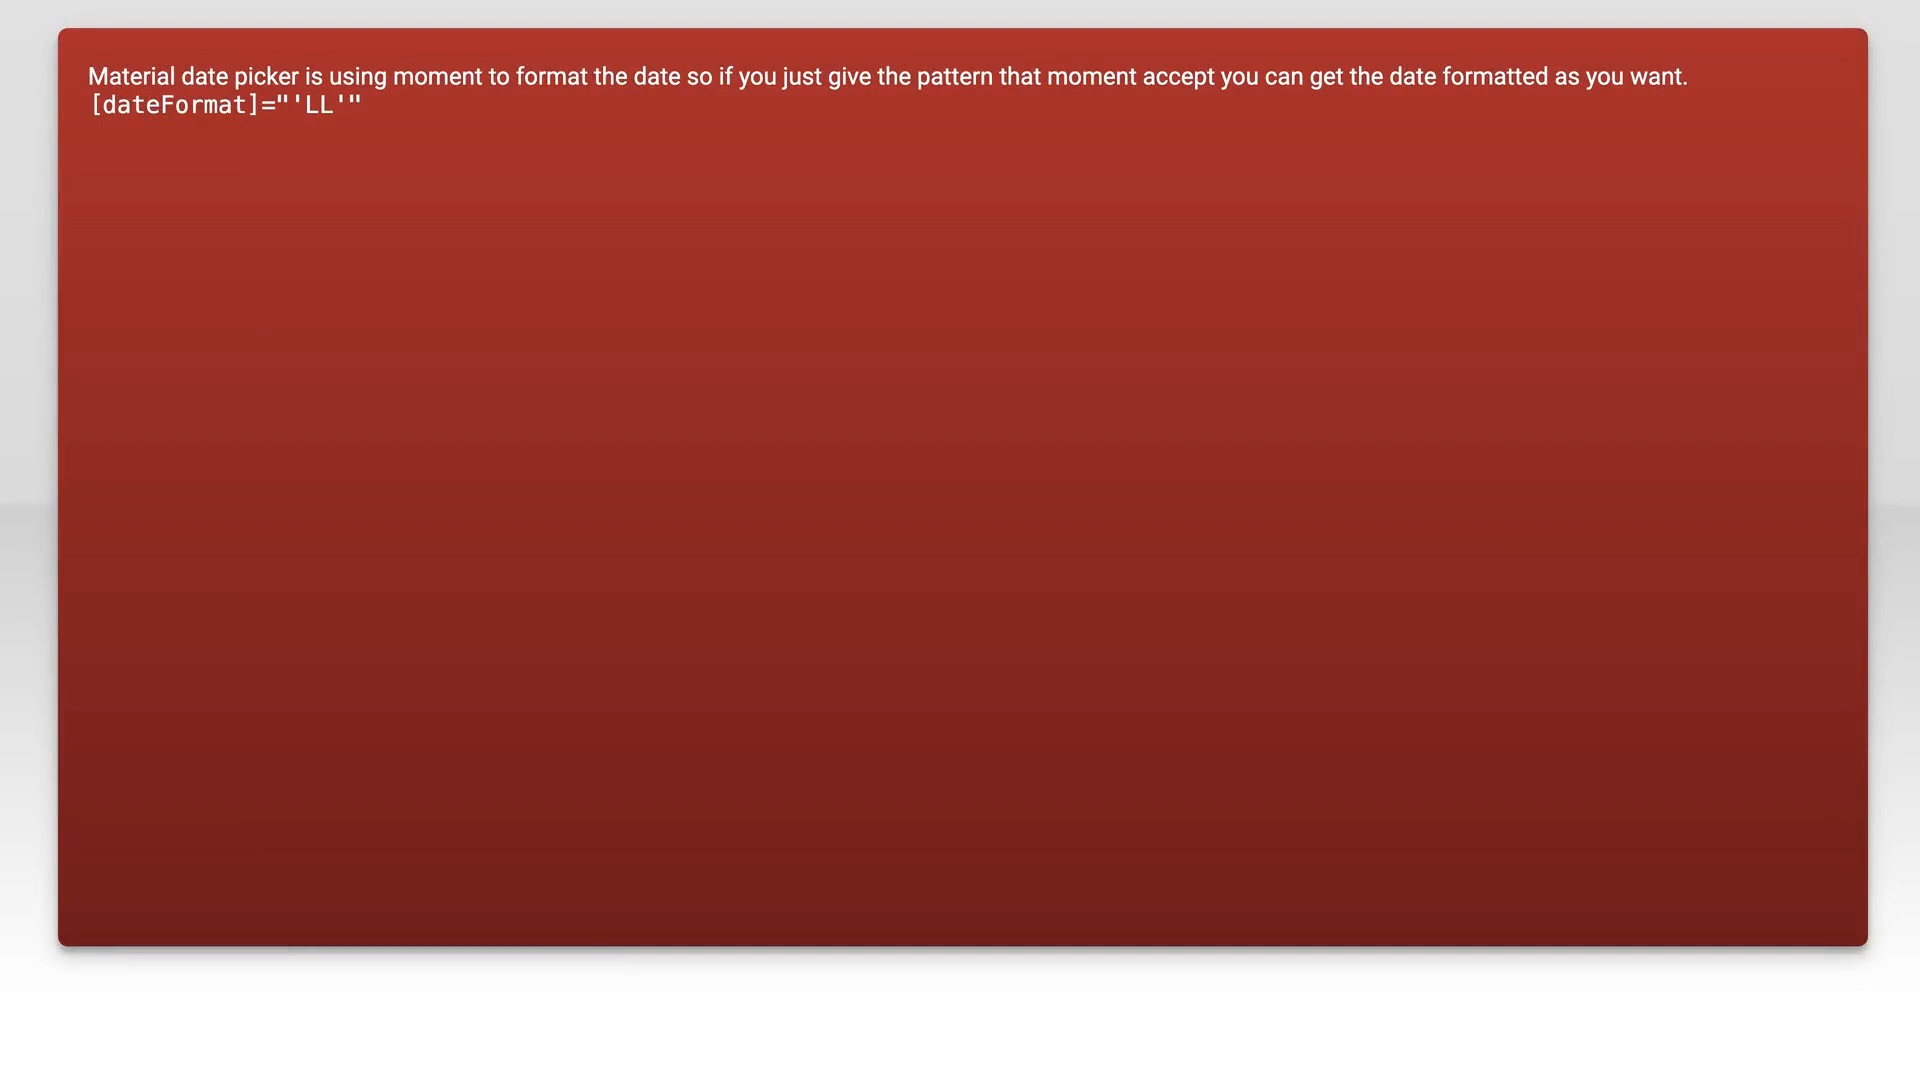 Material date picker is using moment to format the date so if you just give the pattern that moment accept you can get the date formatted as you want.
[dateFormat]="'LL'"